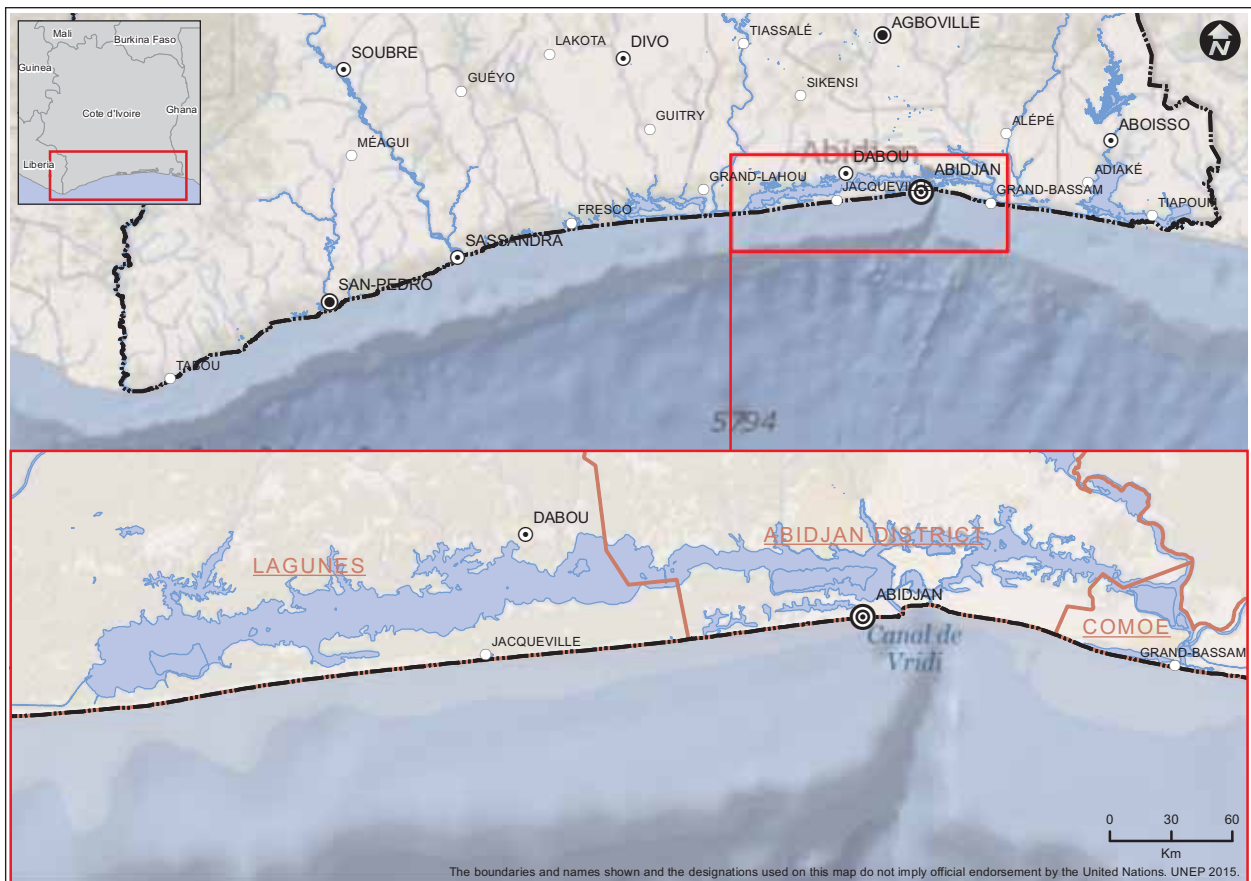 Mali
Burkina Faso
Guinea
Cote d'Ivoire
Ghana
Liberia
N
SOUBRE
LAKOTA
DIVO
TIASSALÉ
AGBOVILLE
GUÉYO
SIKENSI
GUITRY
MÉAGUI
ALÉPÉ
ABOISSO
Abidjan
DABOU
ABIDJAN
ADIAKÉ
GRAND-LAHOU
JACQUEVILLE
GRAND-BASSAM
TIAPOUM
FRESCO
SASSANDRA
SAN-PEDRO
TABOU
5794
DABOU
ABIDJAN DISTRICT
LAGUNES
ABIDJAN
Canal de
Vridi
COMOE
JACQUEVILLE
GRAND-BASSAM
0 30 60
Km
The boundaries and names shown and the designations used on this map do not imply official endorsement by the United Nations. UNEP 2015.